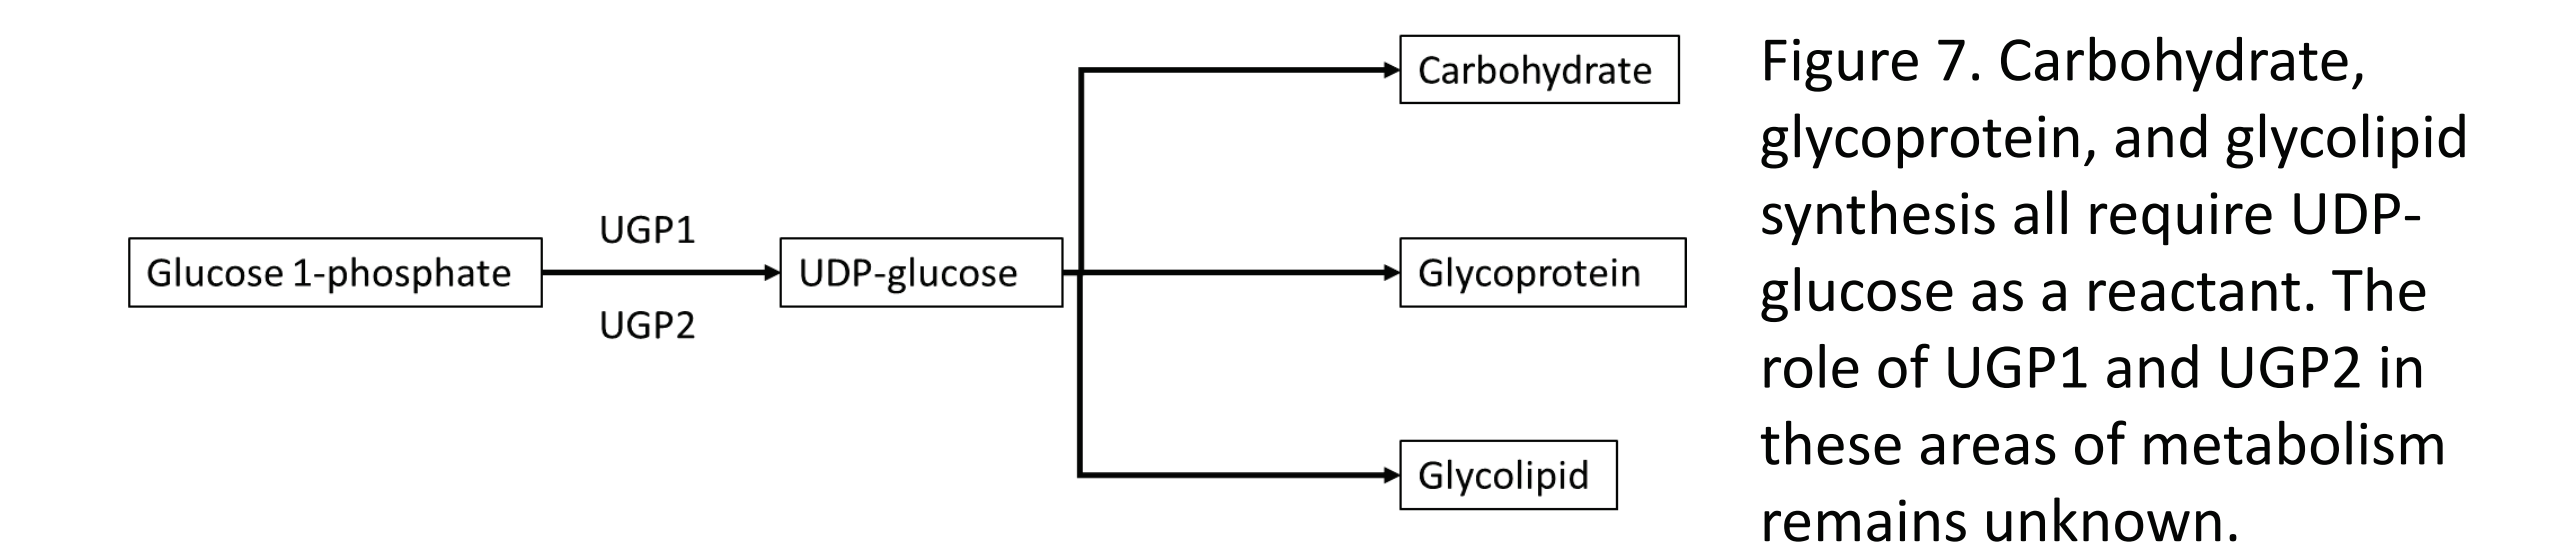 Carbohydrate
UGP1
Glucose 1-phosphate
UDP-glucose
Glycoprotein
UGP2
Glycolipid
Figure 7. Carbohydrate,
glycoprotein, and glycolipid
synthesis all require UDP-
glucose as a reactant. The
role of UGP1 and UGP2 in
these areas of metabolism
remains unknown.